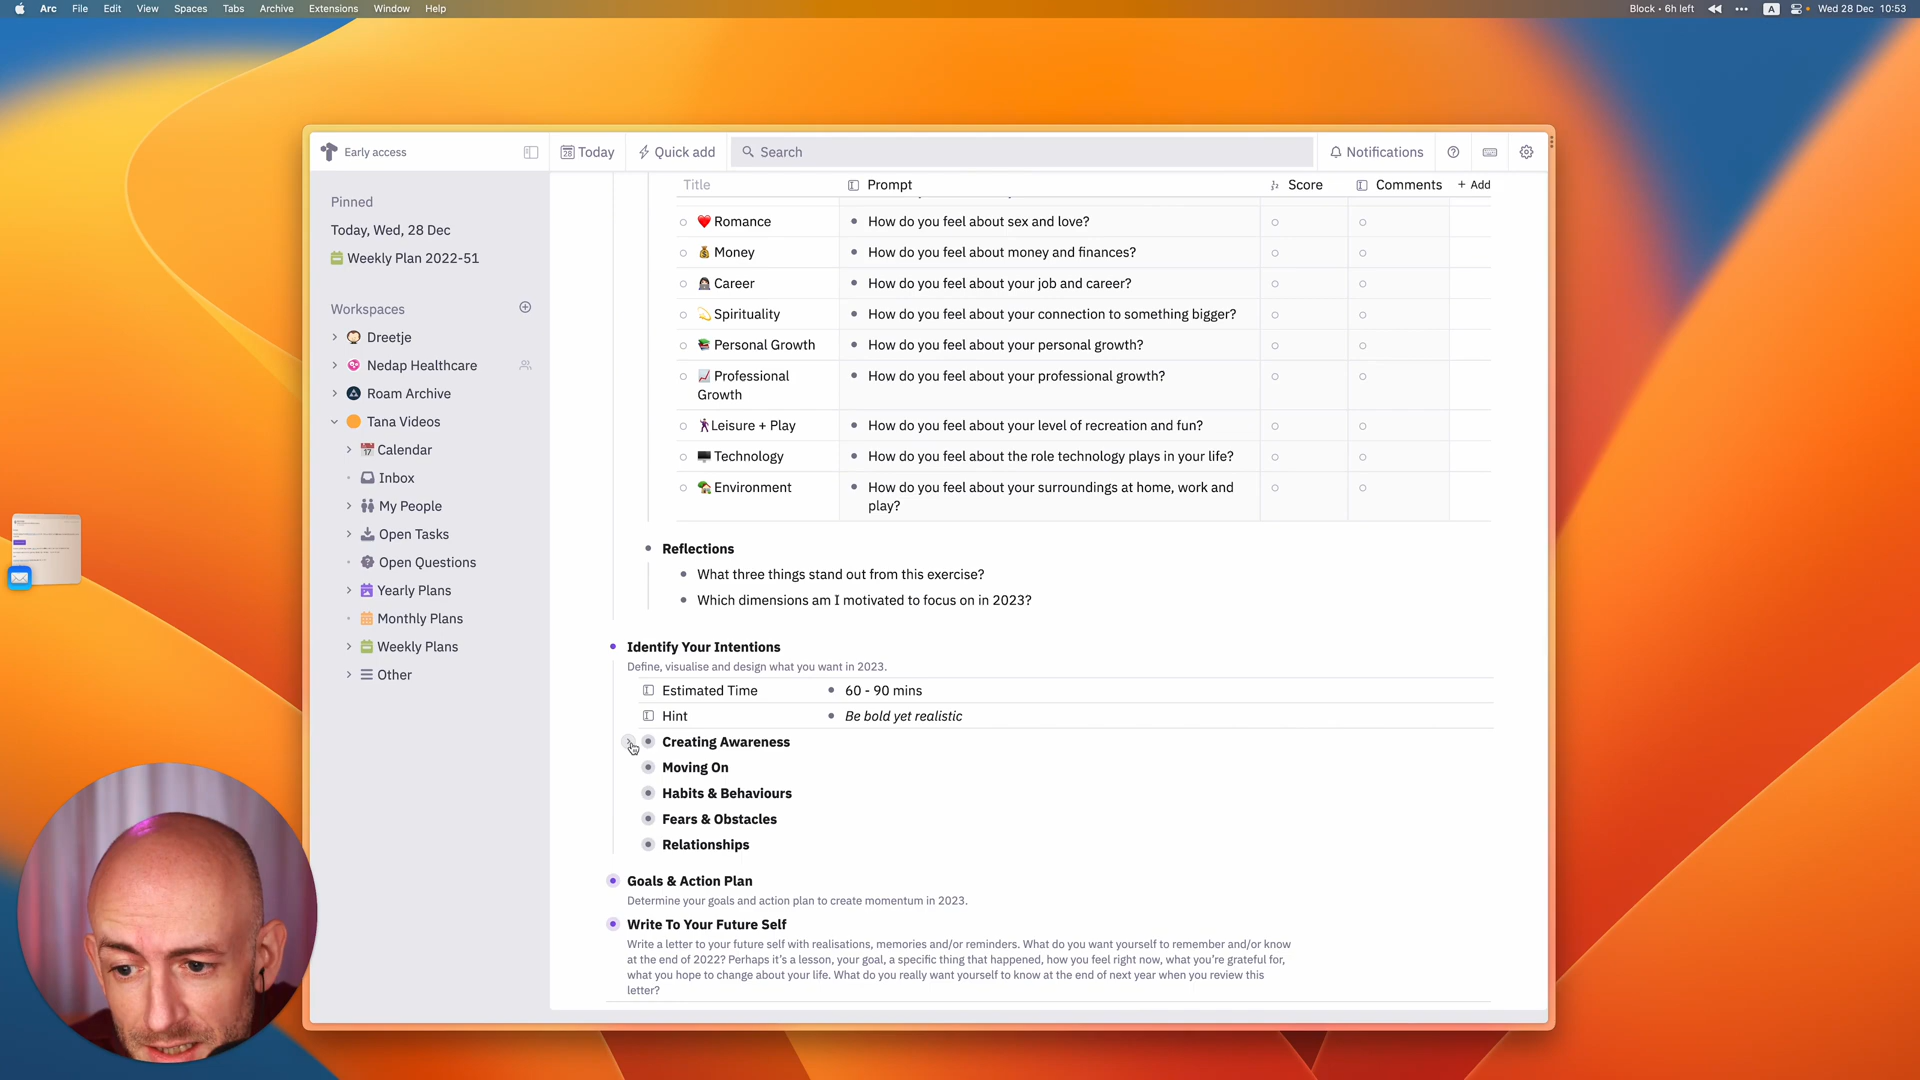 Arc File Edit View Spaces Tabs Archive Extensions Window Help Block • 6h left A Wed 28 Dec 10:53
Early access Today Quick add Search Notifications
Pinned
Today, Wed, 28 Dec
Weekly Plan 2022-51
Workspaces
Dreetje
Nedap Healthcare
Roam Archive
Tana Videos
Calendar
Inbox
My People
Open Tasks
Open Questions
Yearly Plans
Monthly Plans
Weekly Plans
Other
Title Prompt Score Comments + Add
Romance How do you feel about sex and love?
Money How do you feel about money and finances?
Career How do you feel about your job and career?
Spirituality How do you feel about your connection to something bigger?
Personal Growth How do you feel about your personal growth?
Professional How do you feel about your professional growth?
Growth
Leisure + Play How do you feel about your level of recreation and fun?
Technology How do you feel about the role technology plays in your life?
Environment How do you feel about your surroundings at home, work and
play?
Reflections
What three things stand out from this exercise?
Which dimensions am I motivated to focus on in 2023?
Identify Your Intentions
Define, visualise and design what you want in 2023.
Estimated Time 60 - 90 mins
Hint Be bold yet realistic
Creating Awareness
Moving On
Habits & Behaviours
Fears & Obstacles
Relationships
Goals & Action Plan
Determine your goals and action plan to create momentum in 2023.
Write To Your Future Self
Write a letter to your future self with realisations, memories and/or reminders. What do you want yourself to remember and/or know
at the end of 2022? Perhaps it's a lesson, your goal, a specific thing that happened, how you feel right now, what you're grateful for,
what you hope to change about your life. What do you really want yourself to know at the end of next year when you review this
letter?